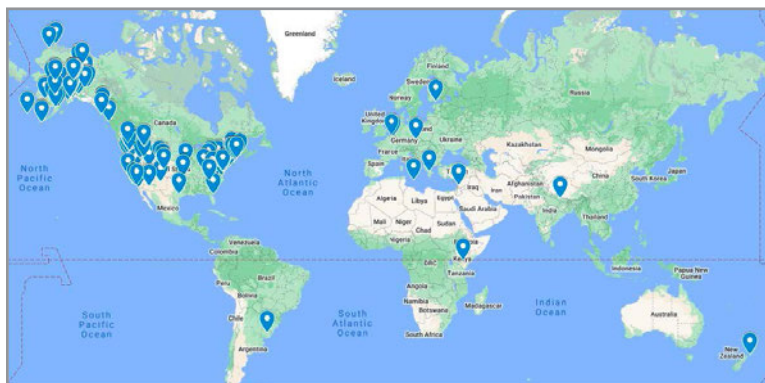 Greenland
Iceland
Finland
Sweden
Norway
Russia
Canada
United
Kingdom
Germany
Ukraine
France
Spain
Kazakhstan
Mongolia
North
Pacific
Ocean
North
Atlantic
Ocean
Mexico
Iraq
Iran
Afghanistan
Pakistan
China
South Korea
Japan
Algeria
Libya
Egypt
Saudi Arabia
India
Thailand
Mali
Niger
Chad
Sudan
Nigeria
Venezuela
Colombia
DRC
Kenya
Tanzania
Indonesia
Papua New
Guinea
Brazil
Peru
Bolivia
Angola
Namibia
Botswana
Madagascar
South Africa
Chile
Argentina
South
Pacific
Ocean
South
Atlantic
Ocean
Indian
Ocean
Australia
New
Zealand